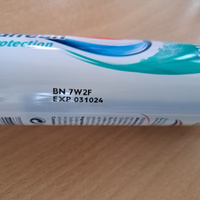 protection
BN 7W2F
EXP 031024